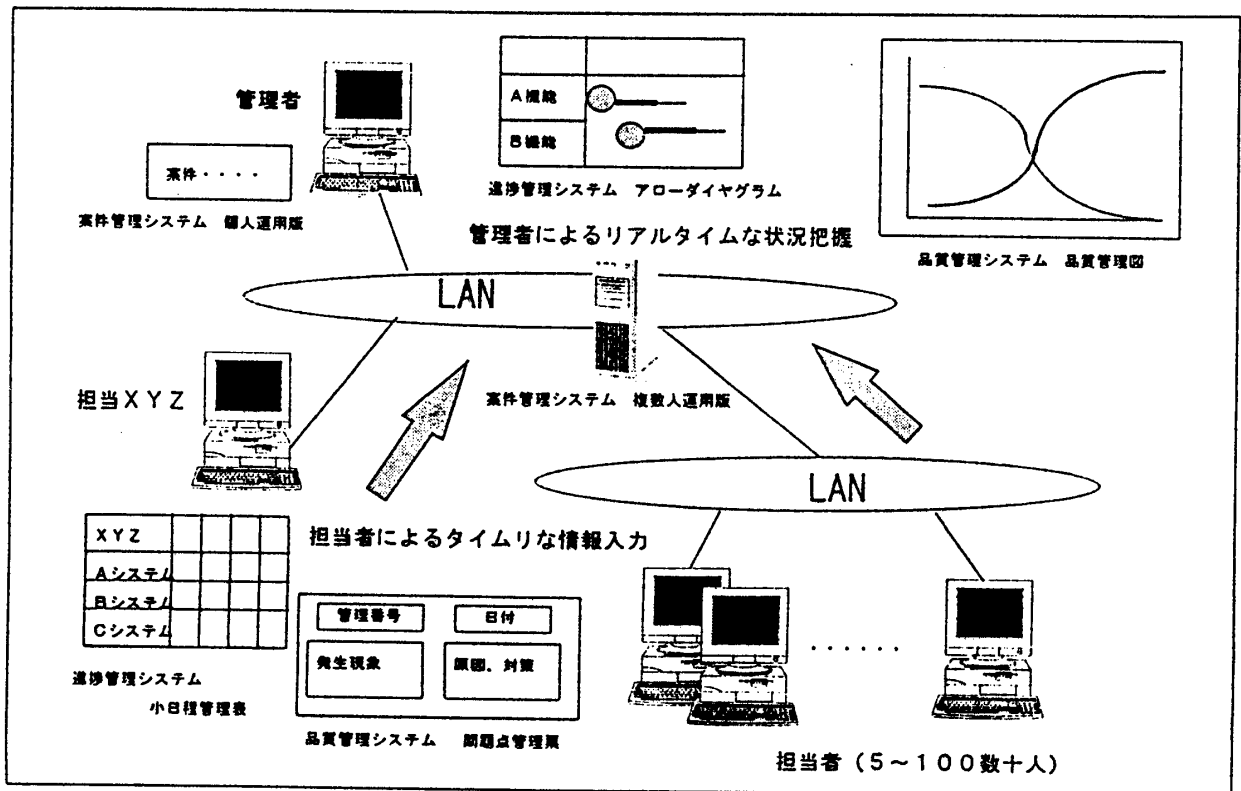 管理者
案件・・・・
案件管理システム 個人運用版
A機能
B機能
進捗管理システム アローダイヤグラム
管理者によるリアルタイムな状況把握
品質管理システム 品質管理図
LAN
案件管理システム 複数人運用版
担当XYZ
LAN
担当者によるタイムリな情報入力
XYZ
Aシステム
Bシステム
Cシステム
進捗管理システム
小日程管理表
管理番号
日付
発生現象
原因、対策
品質管理システム 問題点管理票
・・・・・・
担当者(5~100数十人)